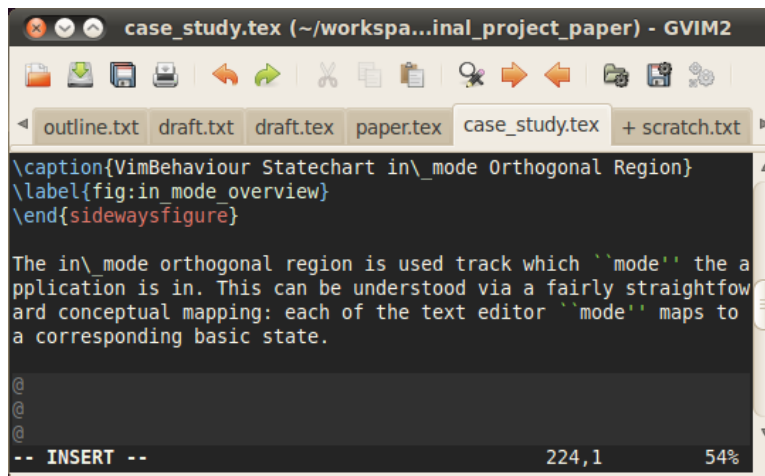 case_study.tex (~/workspa...inal_project_paper) - GVIM2
outline.txt draft.txt draft.tex paper.tex case_study.tex + scratch.txt
\caption{VimBehaviour Statechart in\_mode Orthogonal Region}
\label{fig:in_mode_overview}
\end{sidewaysfigure}
The in\_mode orthogonal region is used track which ``mode'' the a
pplication is in. This can be understood via a fairly straightfow
ard conceptual mapping: each of the text editor ``mode'' maps to
a corresponding basic state.
@
@
@
-- INSERT -- 224,1 54%